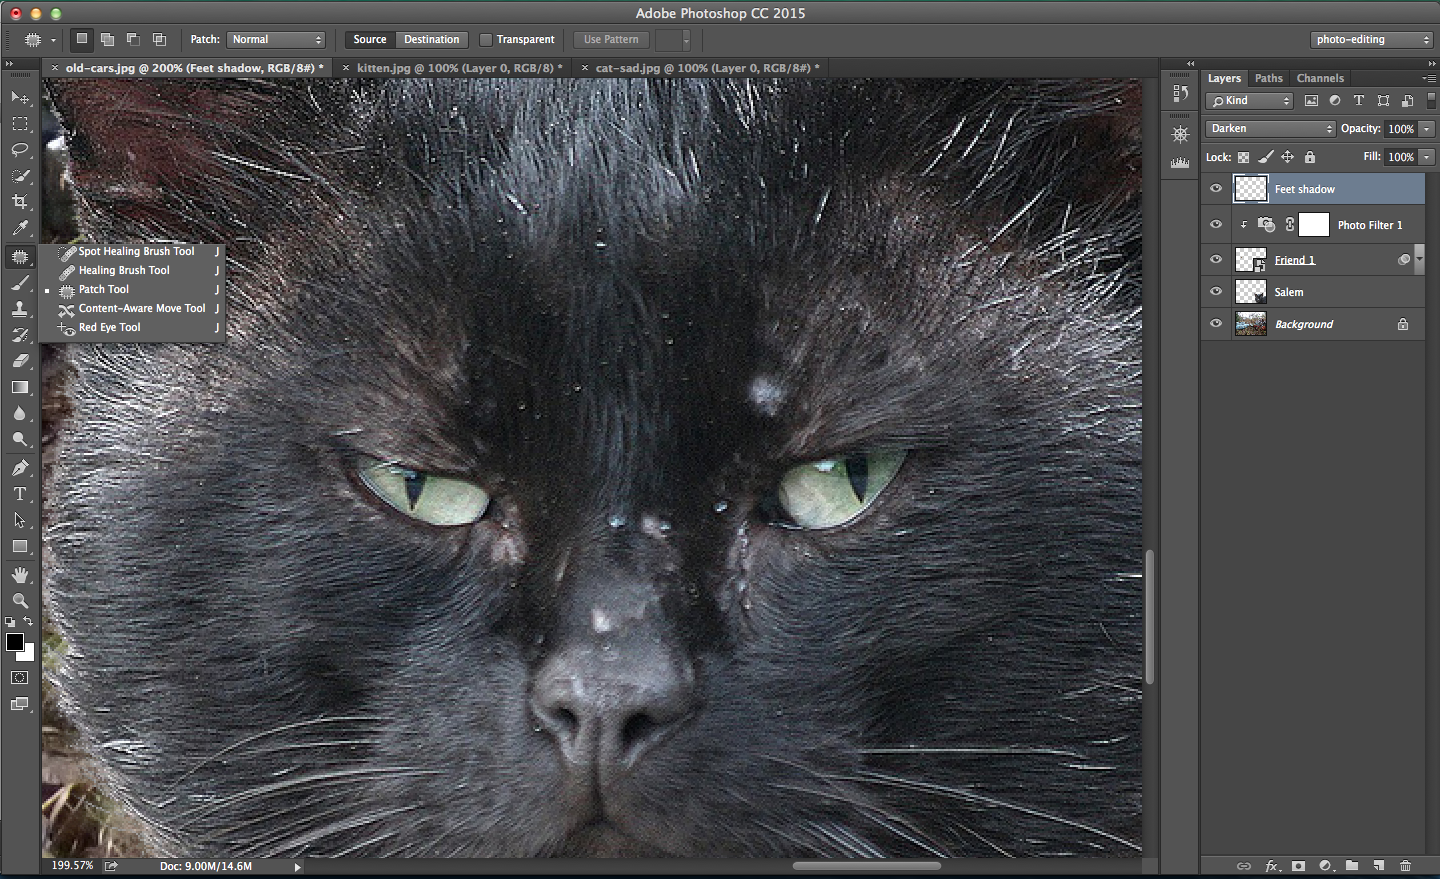 Adobe Photoshop CC 2015
Patch: Normal Source Destination Transparent Use Pattern photo-editing
× old-cars.jpg @ 200% (Feet shadow, RGB/8#) * × kitten.jpg @ 100% (Layer 0, RGB/8) * × cat-sad.jpg @ 100% (Layer 0, RGB/8#) *
Layers Paths Channels
Kind
Darken Opacity: 100%
Lock: Fill: 100%
Feet shadow
Photo Filter 1
Friend 1
Salem
Background
Spot Healing Brush Tool J
Healing Brush Tool J
Patch Tool J
Content-Aware Move Tool J
Red Eye Tool J
T
199.57% Doc: 9.00M/14.6M
fx